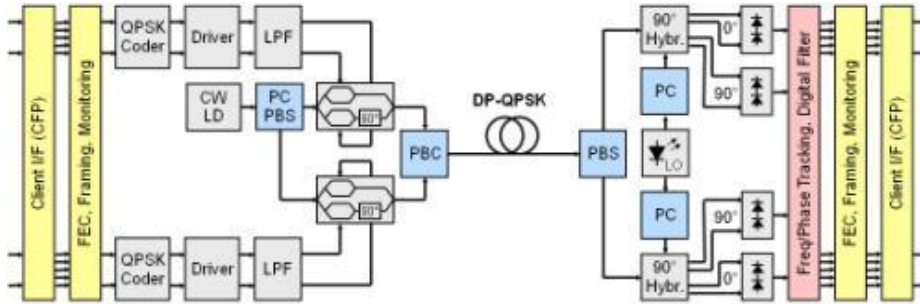 Client I/F (CFP)
FEC, Framing, Monitoring
QPSK
Coder
Driver
LPF
CW
LD
PC
PBS
90°
90°
QPSK
Coder
Driver
LPF
PBC
DP-QPSK
PBS
90°
Hybr.
PC
LO
PC
90°
Hybr.
0°
90°
90°
0°
Freq/Phase Tracking, Digital Filter
FEC, Framing, Monitoring
Client I/F (CFP)